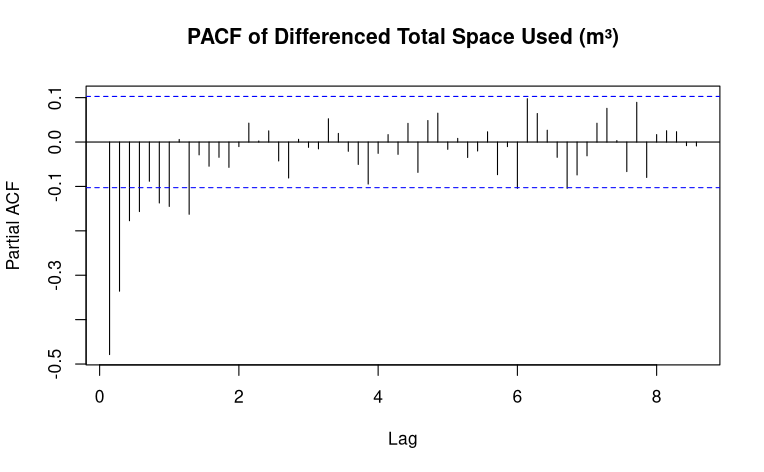 PACF of Differenced Total Space Used (m³)
0.1
0.0
-0.1
-0.3
-0.5
Partial ACF
0 2 4 6 8
Lag